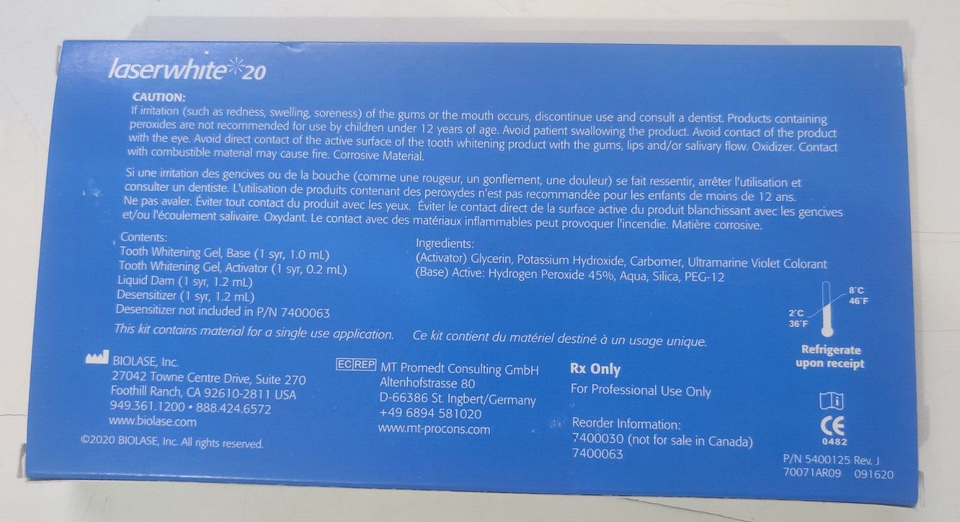 laserwhite*20
CAUTION:
If irritation (such as redness, swelling, soreness) of the gums or the mouth occurs, discontinue use and consult a dentist. Products containing
peroxides are not recommended for use by children under 12 years of age. Avoid patient swallowing the product. Avoid contact of the product
with the eye. Avoid direct contact of the active surface of the tooth whitening product with the gums, lips and/or salivary flow. Oxidizer. Contact
with combustible material may cause fire. Corrosive Material.
Si une irritation des gencives ou de la bouche (comme une rougeur, un gonflement, une douleur) se fait ressentir, arrêter l'utilisation et
consulter un dentiste. L'utilisation de produits contenant des peroxydes n'est pas recommandée pour les enfants de moins de 12 ans.
Ne pas avaler. Éviter tout contact du produit avec les yeux. Éviter le contact direct de la surface active du produit blanchissant avec les gencives
et/ou l'écoulement salivaire. Oxydant. Le contact avec des matériaux inflammables peut provoquer l'incendie. Matière corrosive.
Contents:
Tooth Whitening Gel, Base (1 syr, 1.0 mL)
Tooth Whitening Gel, Activator (1 syr, 0.2 mL)
Liquid Dam (1 syr, 1.2 mL)
Desensitizer (1 syr, 1.2 mL)
Desensitizer not included in P/N 7400063
Ingredients:
(Activator) Glycerin, Potassium Hydroxide, Carbomer, Ultramarine Violet Colorant
(Base) Active: Hydrogen Peroxide 45%, Aqua, Silica, PEG-12
8°C
46°F
2°C
36°F
Refrigerate
upon receipt
This kit contains material for a single use application. Ce kit contient du matériel destiné à un usage unique.
BIOLASE, Inc.
27042 Towne Centre Drive, Suite 270
Foothill Ranch, CA 92610-2811 USA
949.361.1200 • 888.424.6572
www.biolase.com
©2020 BIOLASE, Inc. All rights reserved.
EC REP MT Promedt Consulting GmbH
Altenhofstrasse 80
D-66386 St. Ingbert/Germany
+49 6894 581020
www.mt-procons.com
Rx Only
For Professional Use Only
Reorder Information:
7400030 (not for sale in Canada)
7400063
i
CE
0482
P/N 5400125 Rev. J
70071AR09 091620